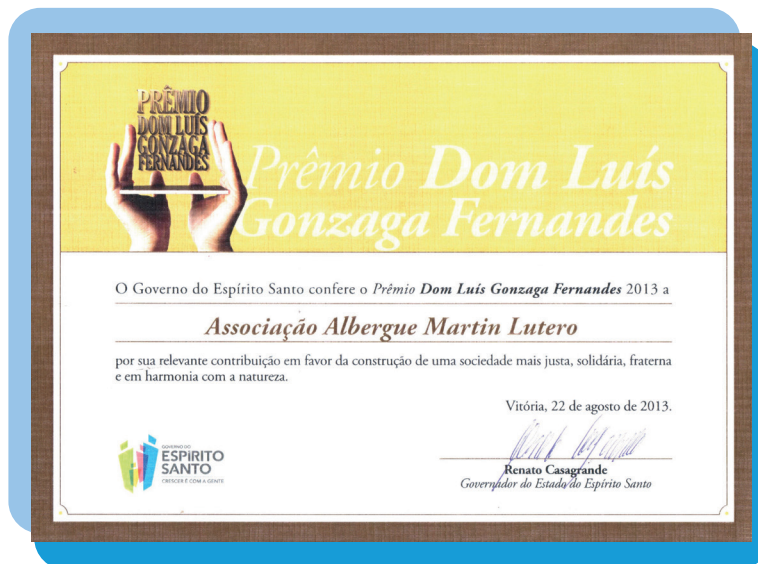 PRÊMIO
DOM LUÍS
GONZAGA
FERNANDES
Prêmio Dom Luís
Gonzaga Fernandes
O Governo do Espírito Santo confere o Prêmio Dom Luís Gonzaga Fernandes 2013 a
Associação Albergue Martin Lutero
por sua relevante contribuição em favor da construção de uma sociedade mais justa, solidária, fraterna
e em harmonia com a natureza.
Vitória, 22 de agosto de 2013.
Renato Casagrande
Governador do Estado do Espírito Santo
GOVERNO DO
ESPÍRITO
SANTO
CRESCER É COM A GENTE